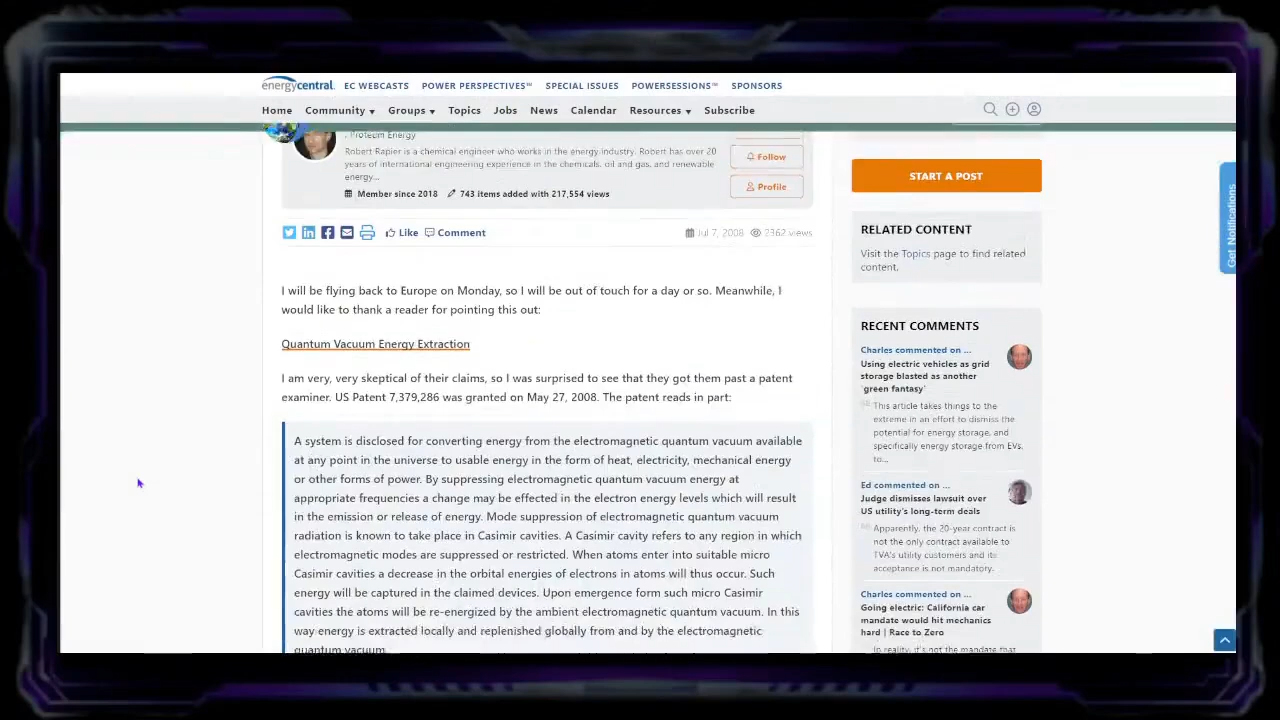 energycentral. EC WEBCASTS POWER PERSPECTIVES™ SPECIAL ISSUES POWERSESSIONS™ SPONSORS
Home Community Groups Topics Jobs News Calendar Resources Subscribe
, Proteum Energy
Robert Rapier is a chemical engineer who works in the energy industry. Robert has over 20
years of international engineering experience in the chemicals, oil and gas, and renewable
energy...
Member since 2018 743 items added with 217,554 views
Follow
Profile
Like Comment Jul 7, 2008 2362 views
I will be flying back to Europe on Monday, so I will be out of touch for a day or so. Meanwhile, I
would like to thank a reader for pointing this out:
Quantum Vacuum Energy Extraction
I am very, very skeptical of their claims, so I was surprised to see that they got them past a patent
examiner. US Patent 7,379,286 was granted on May 27, 2008. The patent reads in part:
A system is disclosed for converting energy from the electromagnetic quantum vacuum available
at any point in the universe to usable energy in the form of heat, electricity, mechanical energy
or other forms of power. By suppressing electromagnetic quantum vacuum energy at
appropriate frequencies a change may be effected in the electron energy levels which will result
in the emission or release of energy. Mode suppression of electromagnetic quantum vacuum
radiation is known to take place in Casimir cavities. A Casimir cavity refers to any region in which
electromagnetic modes are suppressed or restricted. When atoms enter into suitable micro
Casimir cavities a decrease in the orbital energies of electrons in atoms will thus occur. Such
energy will be captured in the claimed devices. Upon emergence form such micro Casimir
cavities the atoms will be re-energized by the ambient electromagnetic quantum vacuum. In this
way energy is extracted locally and replenished globally from and by the electromagnetic
quantum vacuum.
START A POST
RELATED CONTENT
Visit the Topics page to find related
content.
RECENT COMMENTS
Charles commented on ...
Using electric vehicles as grid
storage blasted as another
'green fantasy'
This article takes things to the
extreme in an effort to dismiss the
potential for energy storage, and
specifically energy storage from EVs,
to...
Ed commented on ...
Judge dismisses lawsuit over
US utility's long-term deals
Apparently, the 20-year contract is
not the only contract available to
TVA's utility customers and its
acceptance is not mandatory.
Charles commented on ...
Going electric: California car
mandate would hit mechanics
hard | Race to Zero
In reality, it's not the mandate that
Get Notifications